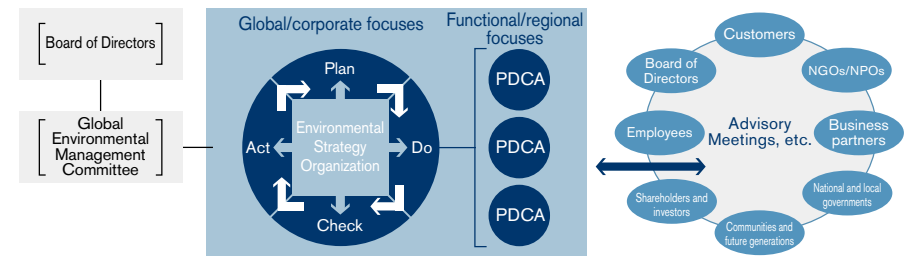 Board of Directors
Global
Environmental
Management
Committee
Global/corporate focuses
Plan
Act
Environmental
Strategy
Organization
Do
Check
Functional/regional
focuses
PDCA
PDCA
PDCA
Customers
Board of
Directors
NGOs/NPOs
Employees
Advisory
Meetings, etc.
Business
partners
Shareholders and
investors
National and local
governments
Communities and
future generations